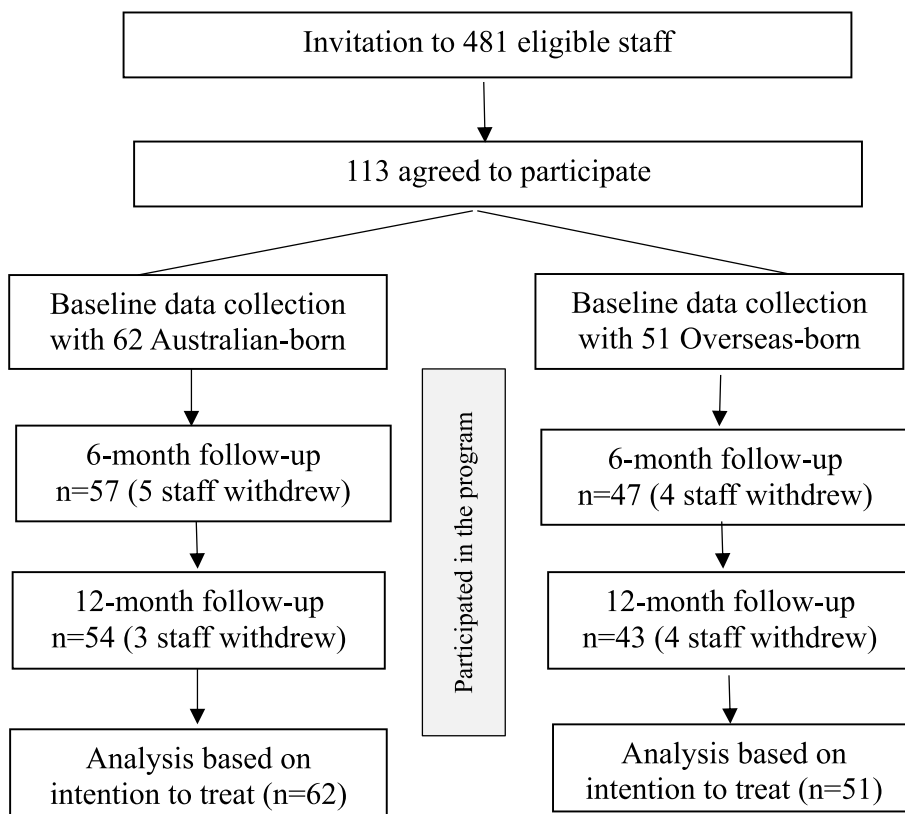 Invitation to 481 eligible staff
113 agreed to participate
Baseline data collection
with 62 Australian-born
Baseline data collection
with 51 Overseas-born
Participated in the program
6-month follow-up
n=57 (5 staff withdrew)
6-month follow-up
n=47 (4 staff withdrew)
12-month follow-up
n=54 (3 staff withdrew)
12-month follow-up
n=43 (4 staff withdrew)
Analysis based on
intention to treat (n=62)
Analysis based on
intention to treat (n=51)